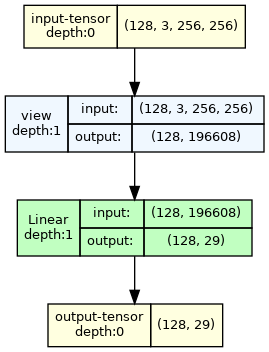 input-tensor
depth:0
(128, 3, 256, 256)
view
depth:1
input:
(128, 3, 256, 256)
output:
(128, 196608)
Linear
depth:1
input:
(128, 196608)
output:
(128, 29)
output-tensor
depth:0
(128, 29)